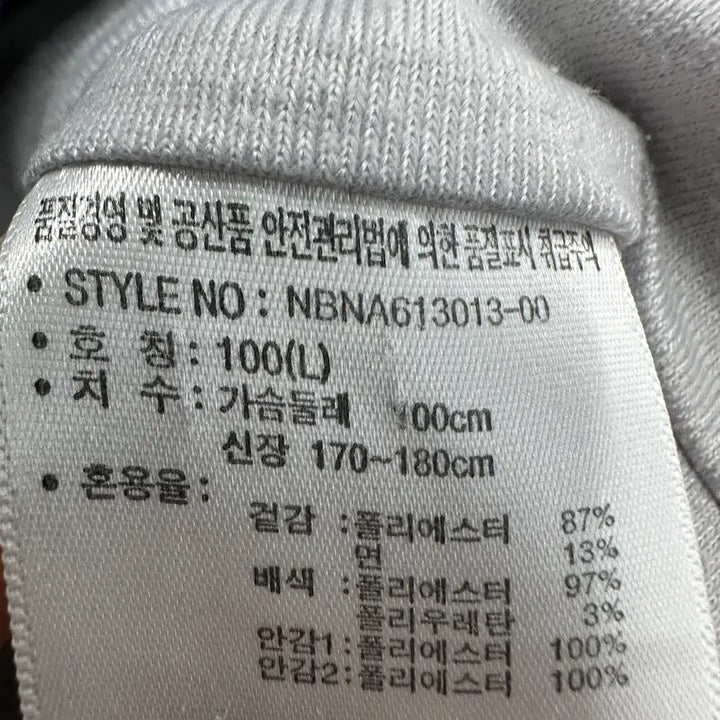 품질경영 및 공산품 안전관리법에 의한 품질표시 취급주의
• STYLE NO : NBNA613013-00
• 호 칭 : 100(L)
• 치 수 : 가슴둘레 100cm
신장 170~180cm
• 혼용율 :
겉감 : 폴리에스터 87%
면 13%
배색 : 폴리에스터 97%
폴리우레탄 3%
안감1 : 폴리에스터 100%
안감2 : 폴리에스터 100%